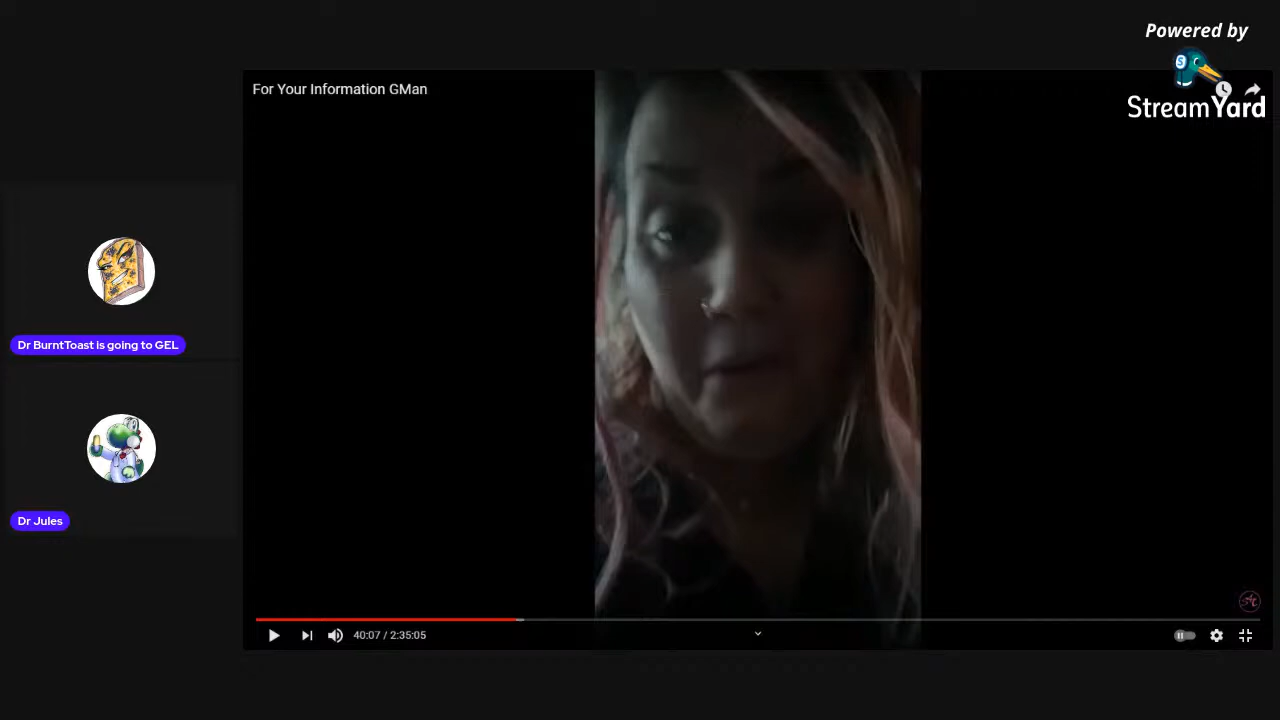 Powered by
S
StreamYard
For Your Information GMan
Dr BurntToast is going to GEL
Dr Jules
40:07 / 2:35:05